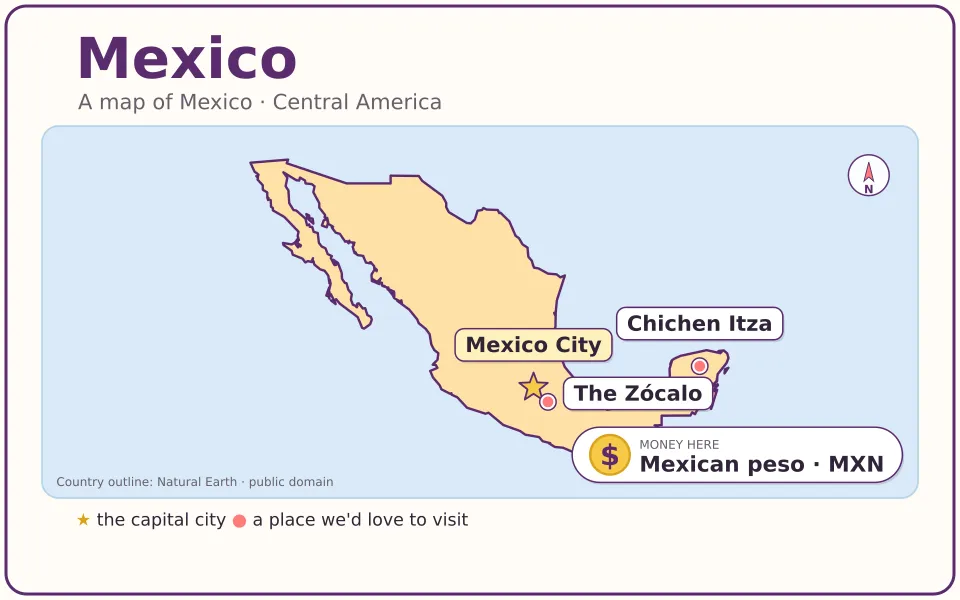 Mexico
A map of Mexico · Central America
N
Chichen Itza
Mexico City
The Zócalo
$
MONEY HERE
Mexican peso · MXN
Country outline: Natural Earth · public domain
the capital city
a place we'd love to visit